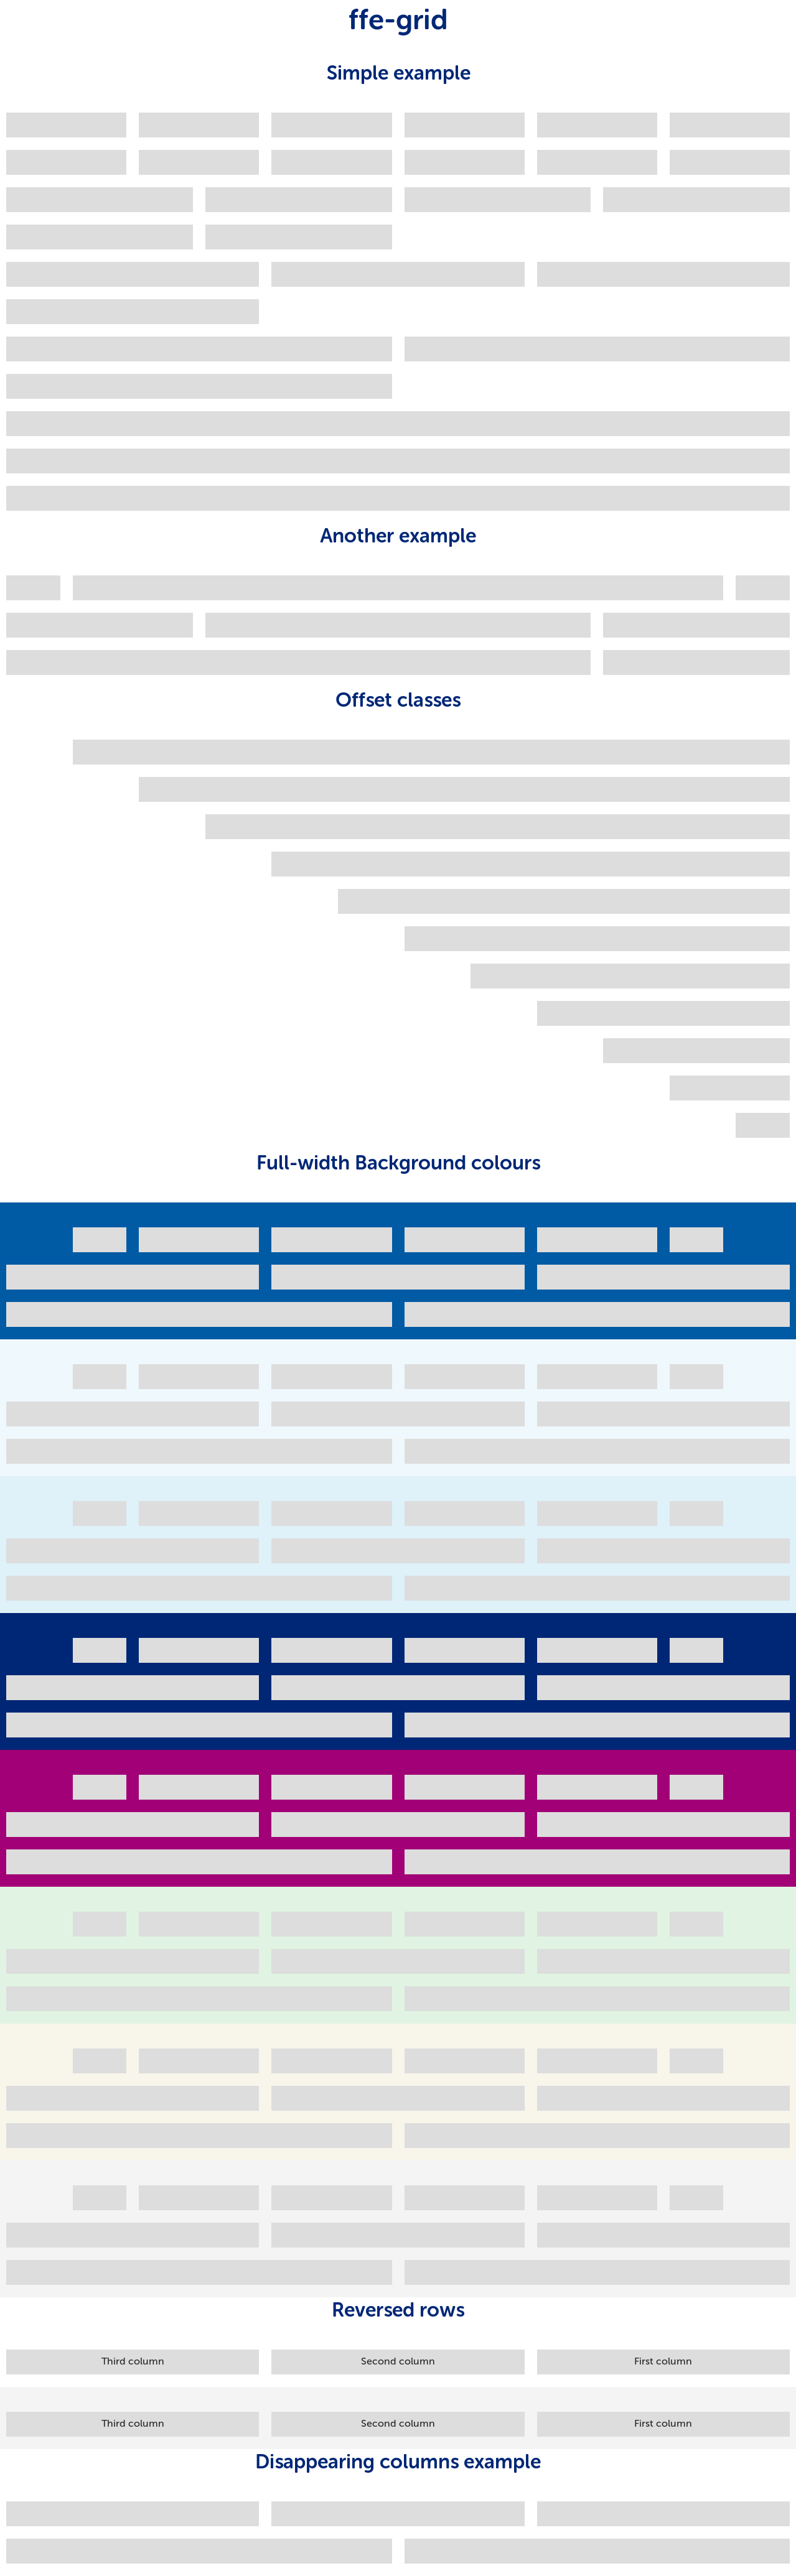 ffe-grid
Simple example
Another example
Offset classes
Full-width Background colours
Reversed rows
Third column Second column First column
Third column Second column First column
Disappearing columns example